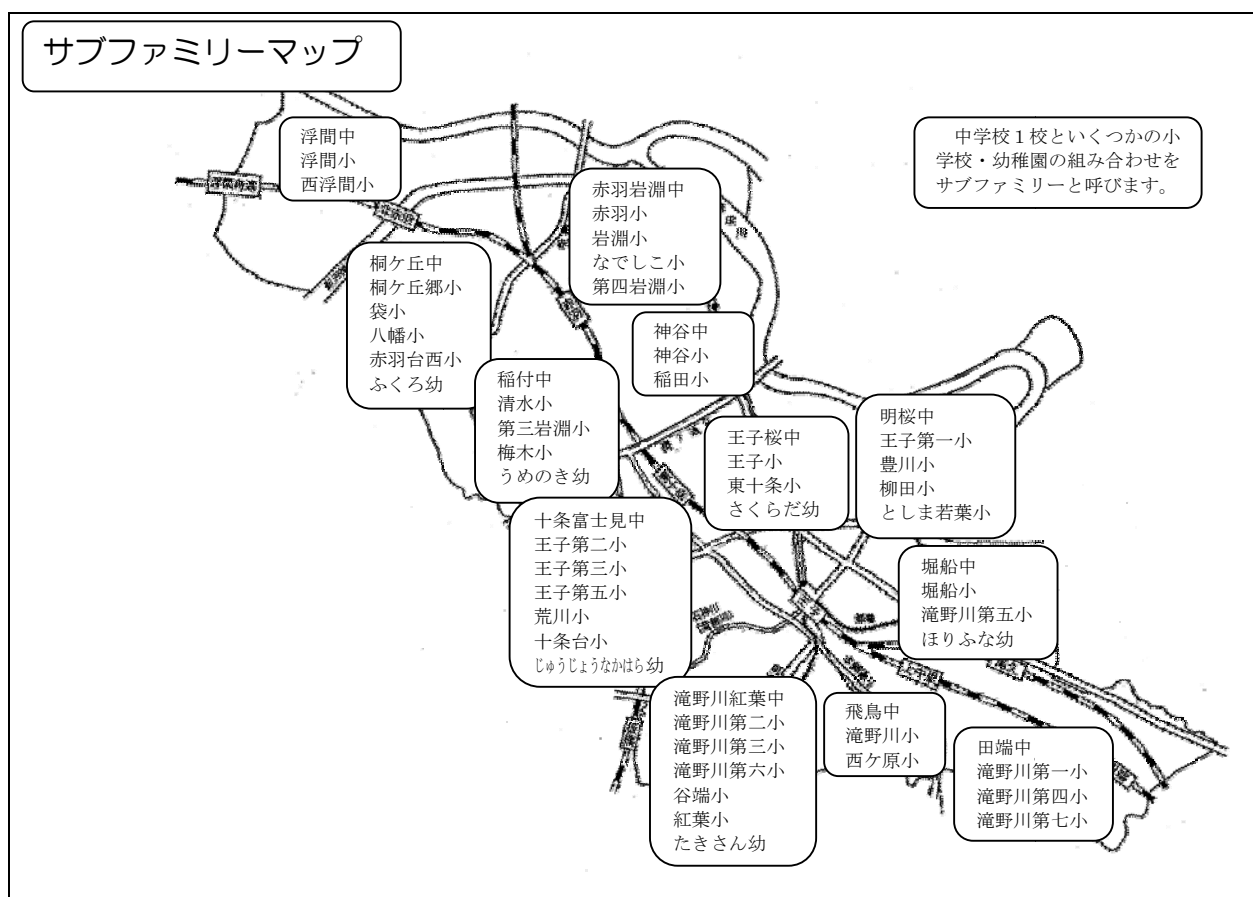 サブファミリーマップ
中学校１校といくつかの小
学校・幼稚園の組み合わせを
サブファミリーと呼びます。
浮間中
浮間小
西浮間小
赤羽岩淵中
赤羽小
岩淵小
なでしこ小
第四岩淵小
桐ケ丘中
桐ケ丘郷小
袋小
八幡小
赤羽台西小
ふくろ幼
神谷中
神谷小
稲田小
稲付中
清水小
第三岩淵小
梅木小
うめのき幼
王子桜中
王子小
東十条小
さくらだ幼
明桜中
王子第一小
豊川小
柳田小
としま若葉小
十条富士見中
王子第二小
王子第三小
王子第五小
荒川小
十条台小
じゅうじょうなかはら幼
堀船中
堀船小
滝野川第五小
ほりふな幼
滝野川紅葉中
滝野川第二小
滝野川第三小
滝野川第六小
谷端小
紅葉小
たきさん幼
飛鳥中
滝野川小
西ケ原小
田端中
滝野川第一小
滝野川第四小
滝野川第七小
王子